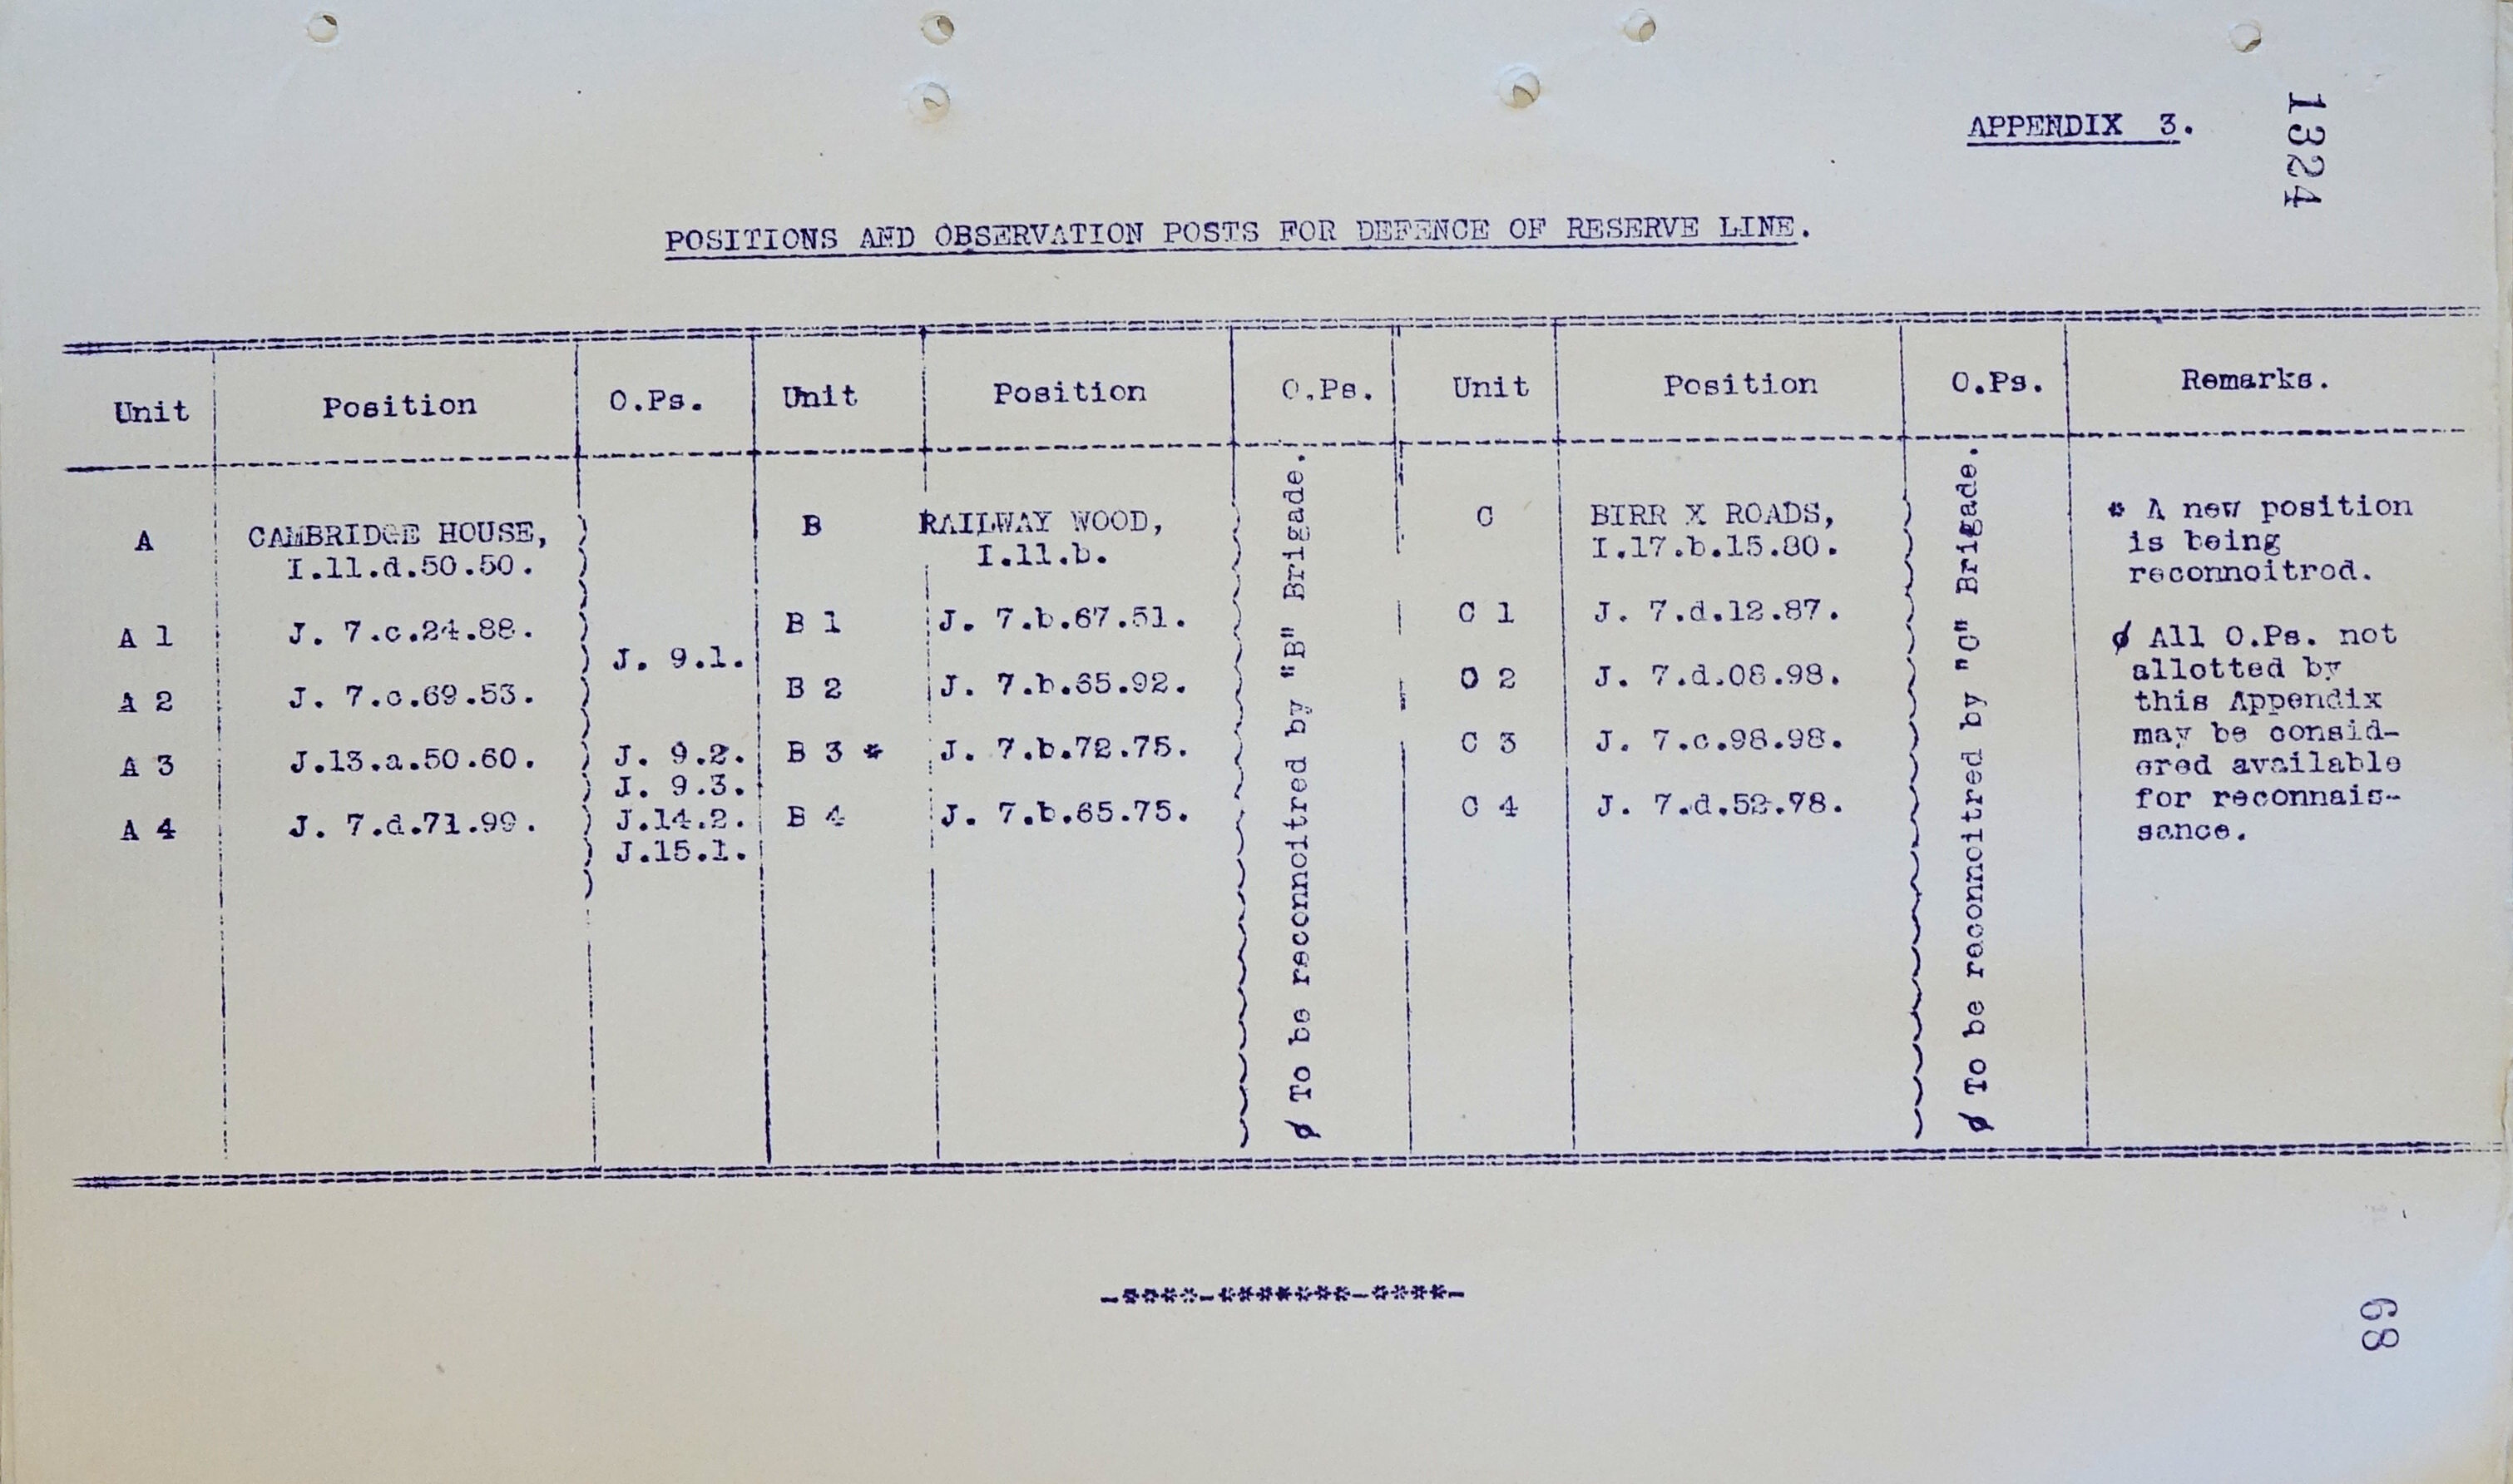 1324
APPENDIX 3.
POSITIONS AND OBSERVATION POSTS FOR DEFENCE OF RESERVE LINE.
Unit Position O.Ps. Unit Position O.Ps. Unit Position O.Ps. Remarks.
A CAMBRIDGE HOUSE, B RAILWAY WOOD, C BIRR X ROADS, * A new position
I.11.d.50.50. I.11.b. I.17.b.15.80. is being
reconnoitrod.
A 1 J. 7.c.24.88. B 1 J. 7.b.67.51. C 1 J. 7.d.12.87. ∮ All O.Ps. not
J. 9.1. allotted by
A 2 J. 7.c.69.53. B 2 J. 7.b.65.92. C 2 J. 7.d.08.98. this Appendix
A 3 J.13.a.50.60. J. 9.2. B 3 * J. 7.b.72.75. C 3 J. 7.c.98.98. may be consid-
J. 9.3. ered available
A 4 J. 7.d.71.99. J.14.2. B 4 J. 7.b.65.75. C 4 J. 7.d.52.78. for reconnais-
J.15.1. sance.
∮ To be reconnoitred by "B" Brigade.
∮ To be reconnoitred by "C" Brigade.
-****-*******-****-
68